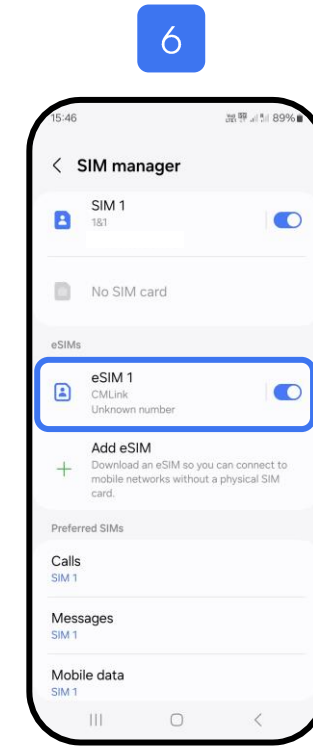 6
15:46
89%
SIM manager
SIM 1
1&1
No SIM card
eSIMs
eSIM 1
CMLink
Unknown number
Add eSIM
Download an eSIM so you can connect to
mobile networks without a physical SIM
card.
Preferred SIMs
Calls
SIM 1
Messages
SIM 1
Mobile data
SIM 1